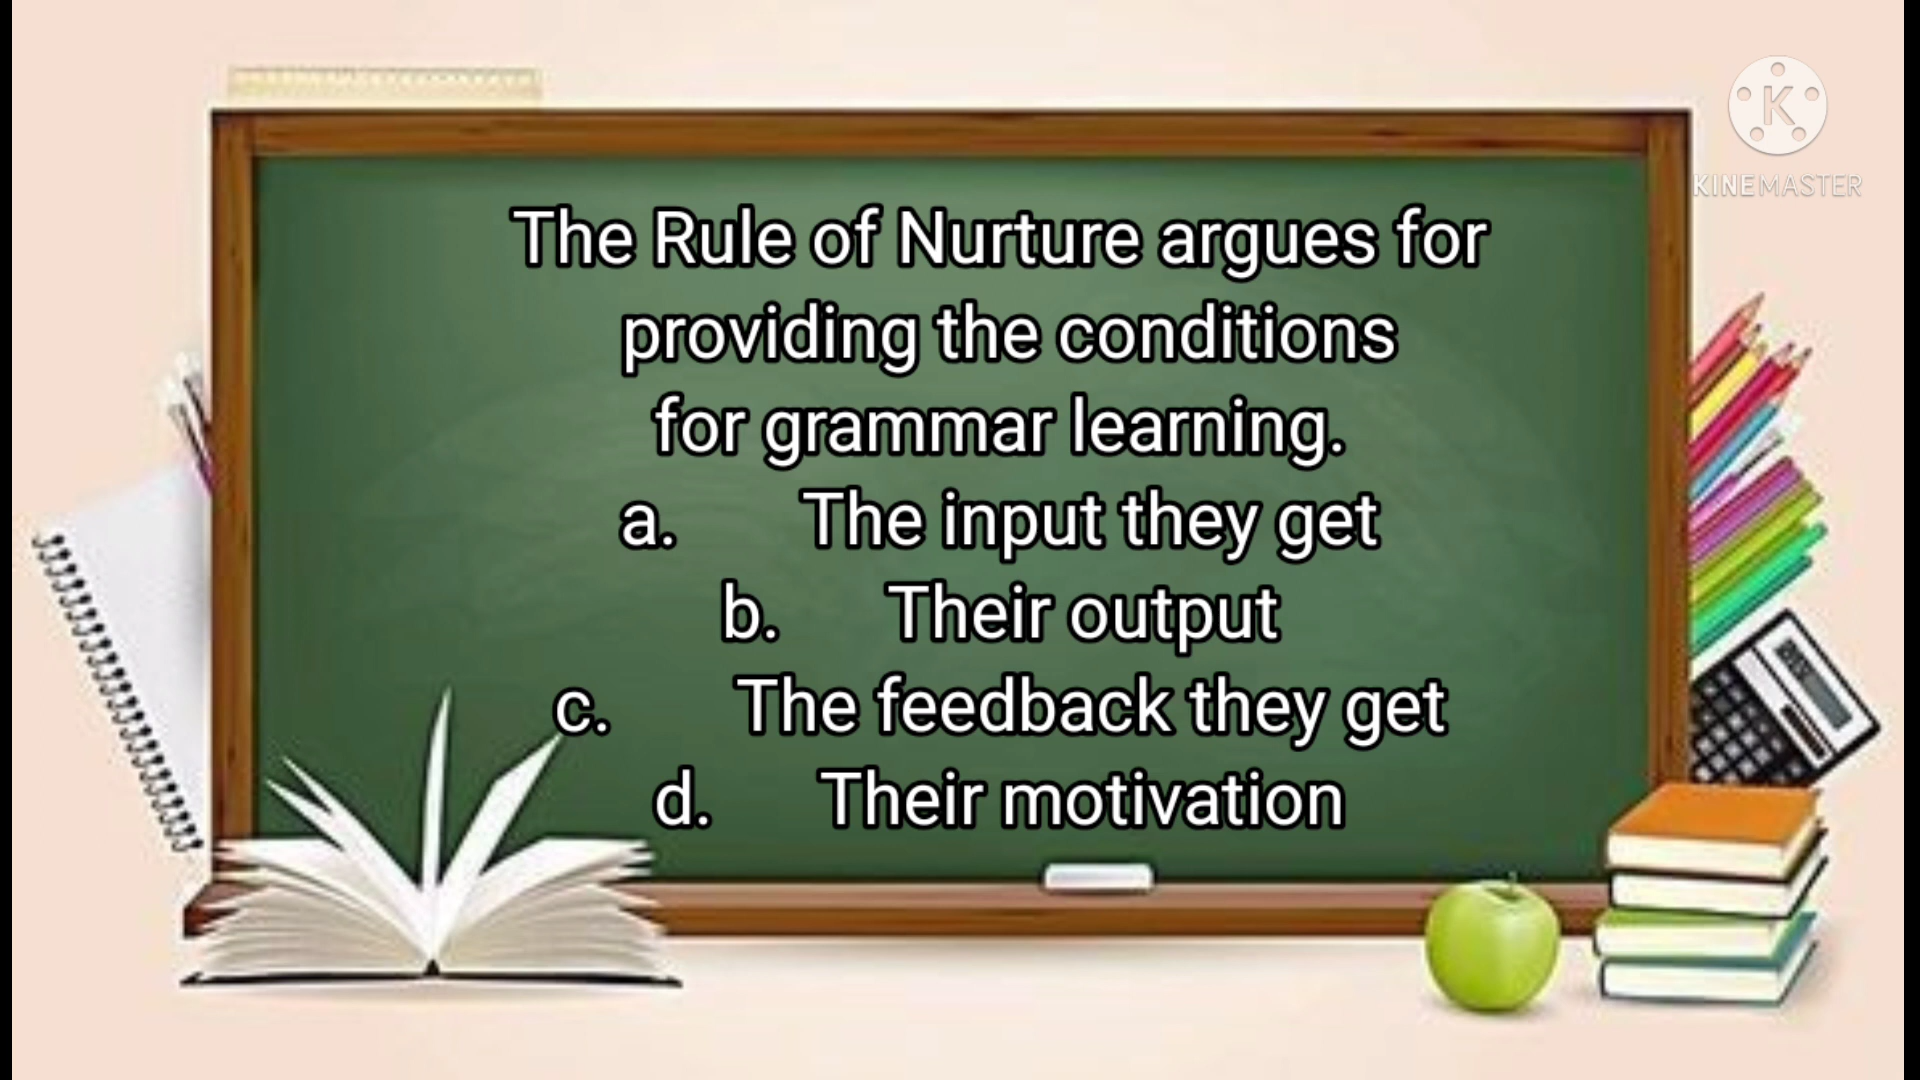 KINEMASTER
The Rule of Nurture argues for
providing the conditions
for grammar learning.
a. The input they get
b. Their output
c. The feedback they get
d. Their motivation